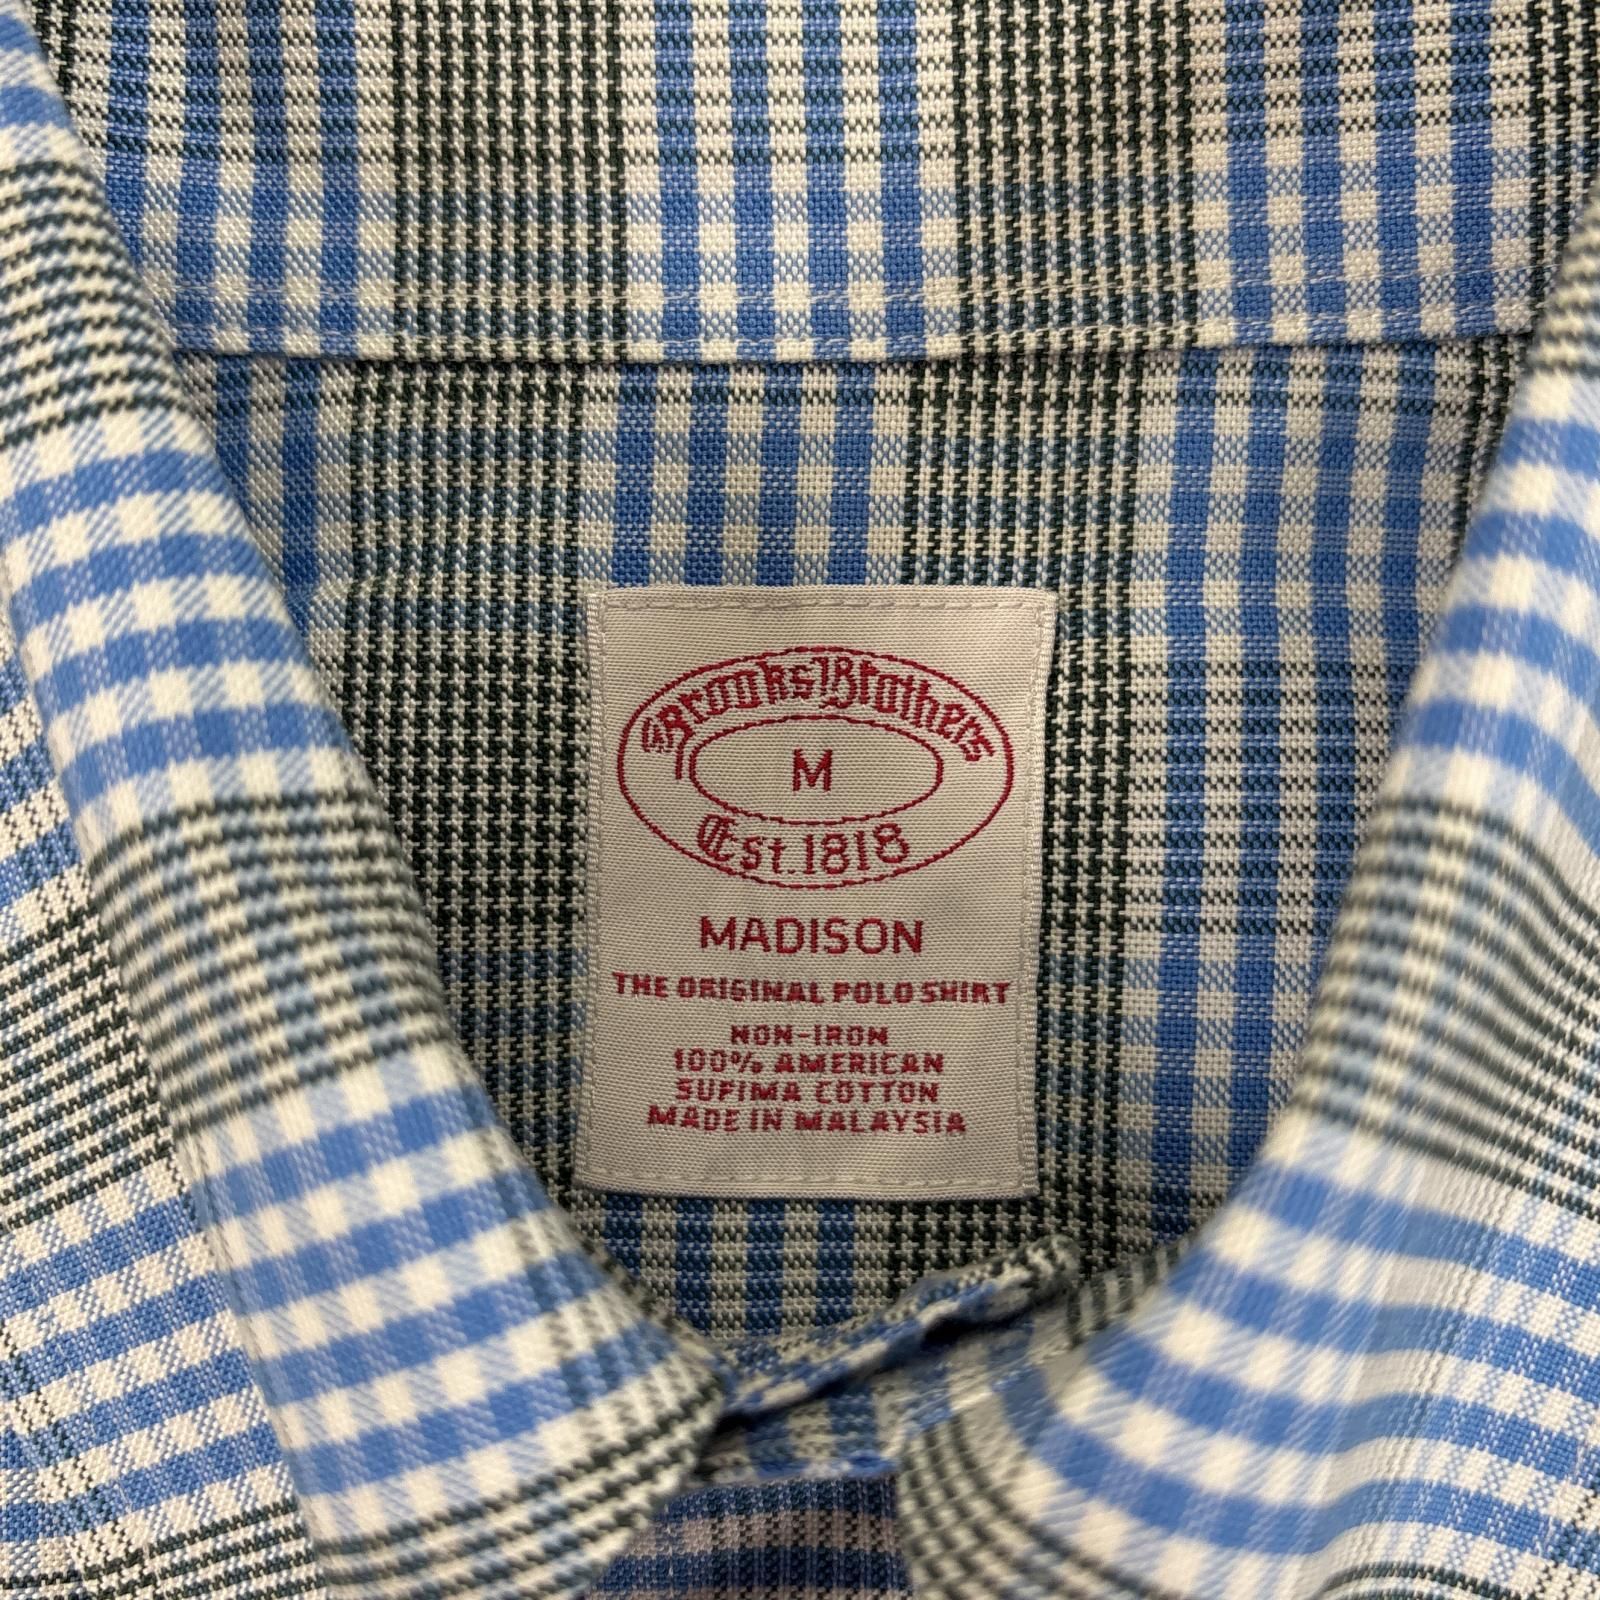 Brooks Brothers
M
Est. 1818
MADISON
THE ORIGINAL POLO SHIRT
NON-IRON
100% AMERICAN
SUPIMA COTTON
MADE IN MALAYSIA